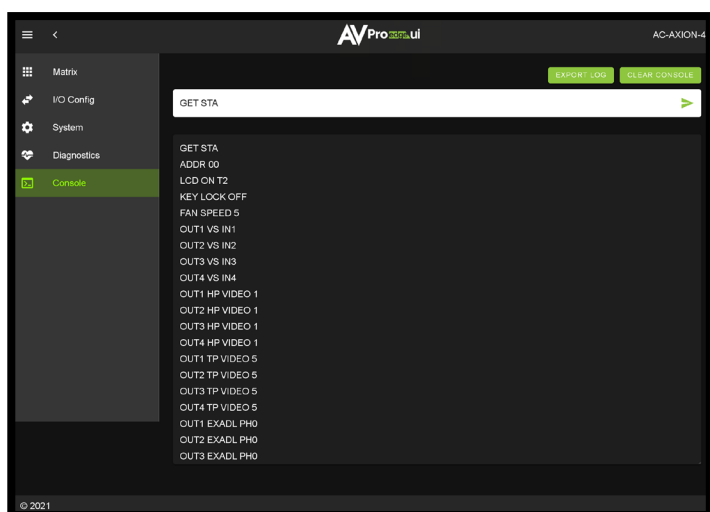 AVPro edge.ui
AC-AXION-4
Matrix
I/O Config
System
Diagnostics
Console
EXPORT LOG
CLEAR CONSOLE
GET STA
GET STA
ADDR 00
LCD ON T2
KEY LOCK OFF
FAN SPEED 5
OUT1 VS IN1
OUT2 VS IN2
OUT3 VS IN3
OUT4 VS IN4
OUT1 HP VIDEO 1
OUT2 HP VIDEO 1
OUT3 HP VIDEO 1
OUT4 HP VIDEO 1
OUT1 TP VIDEO 5
OUT2 TP VIDEO 5
OUT3 TP VIDEO 5
OUT4 TP VIDEO 5
OUT1 EXADL PH0
OUT2 EXADL PH0
OUT3 EXADL PH0
© 2021